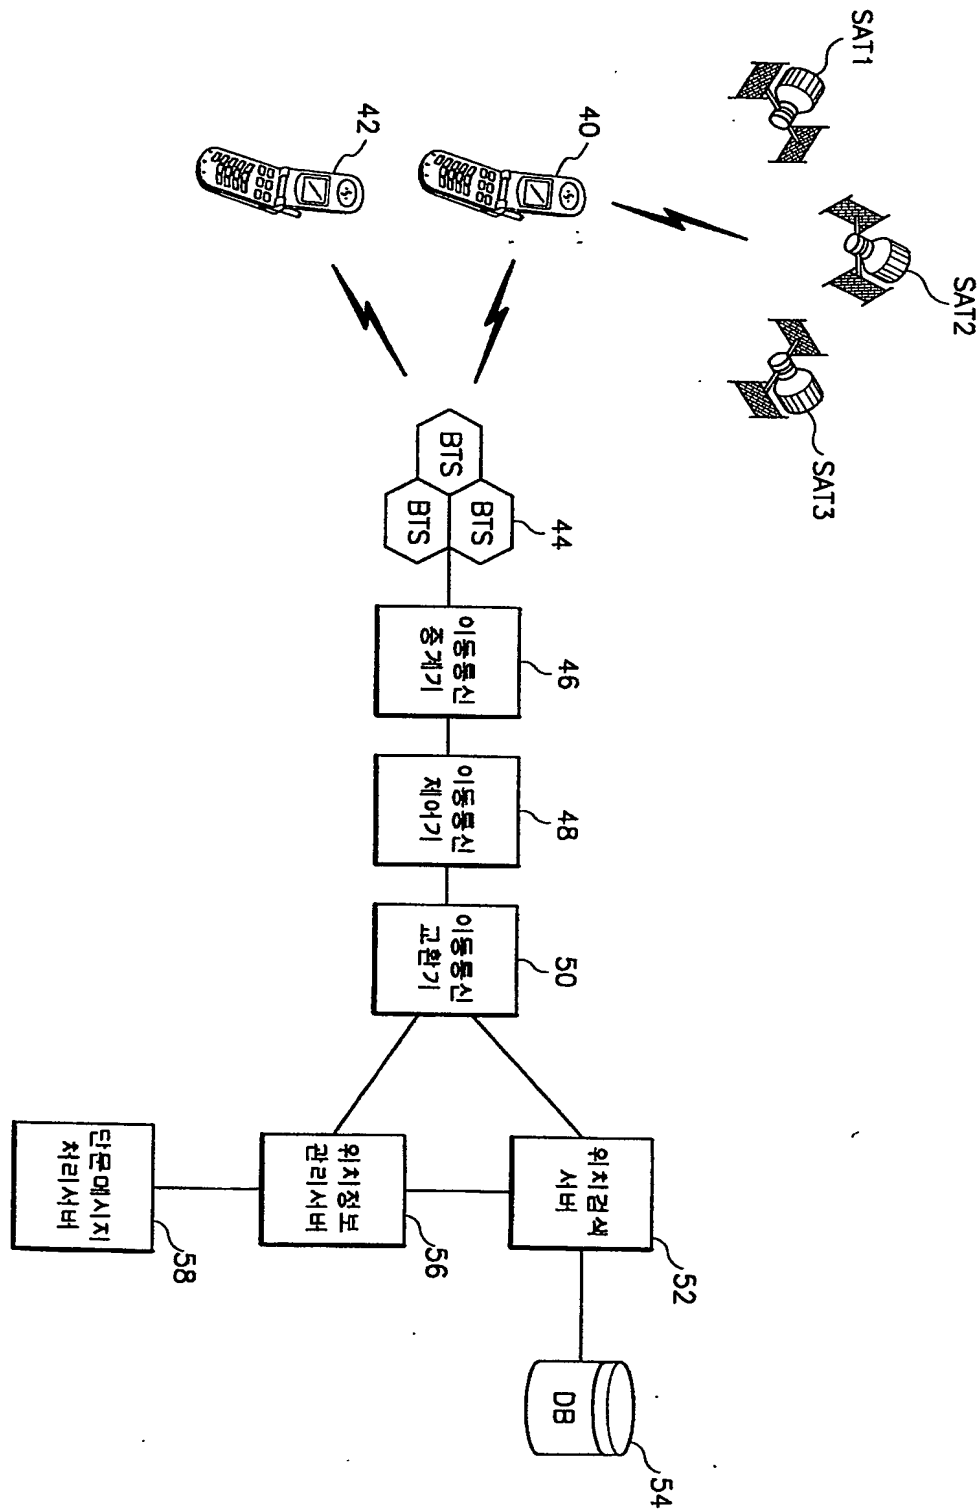 SAT1
SAT2
SAT3
40
42
BTS
BTS
BTS
44
이동통신
중계기
46
이동통신
제어기
48
이동통신
교환기
50
위치검색
서버
52
DB
54
위치정보
관리서버
56
단문메시지
처리서버
58